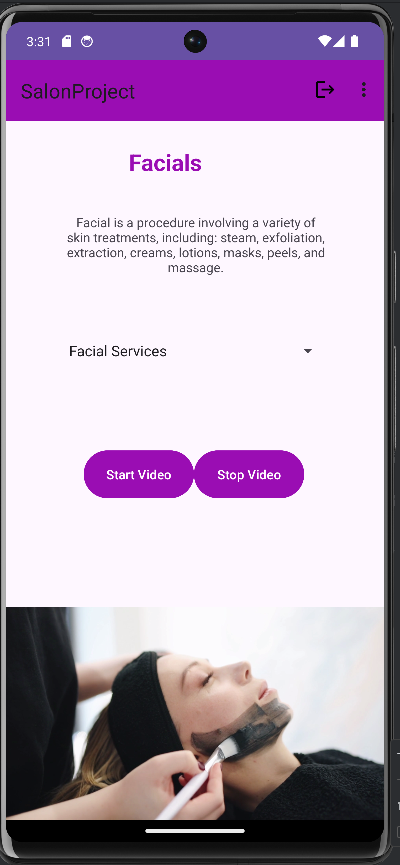 3:31
SalonProject
Facials
Facial is a procedure involving a variety of
skin treatments, including: steam, exfoliation,
extraction, creams, lotions, masks, peels, and
massage.
Facial Services
Start Video
Stop Video